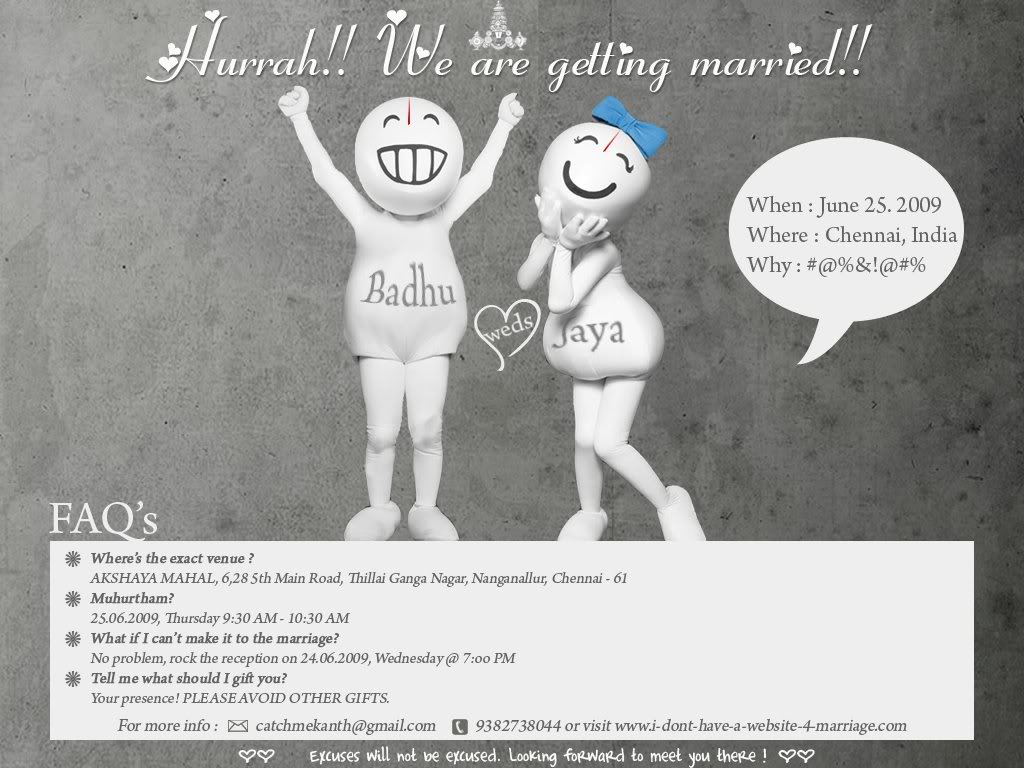 Hurrah!! We are getting married!!
When : June 25. 2009
Where : Chennai, India
Why : #@%&!@#%
Badhu
weds
Jaya
FAQ's
Where's the exact venue ?
AKSHAYA MAHAL, 6,28 5th Main Road, Thillai Ganga Nagar, Nanganallur, Chennai - 61
Muhurtham?
25.06.2009, Thursday 9:30 AM - 10:30 AM
What if I can't make it to the marriage?
No problem, rock the reception on 24.06.2009, Wednesday @ 7:00 PM
Tell me what should I gift you?
Your presence! PLEASE AVOID OTHER GIFTS.
For more info : catchmekanth@gmail.com 9382738044 or visit www.i-dont-have-a-website-4-marriage.com
Excuses will not be excused. Looking forward to meet you there !